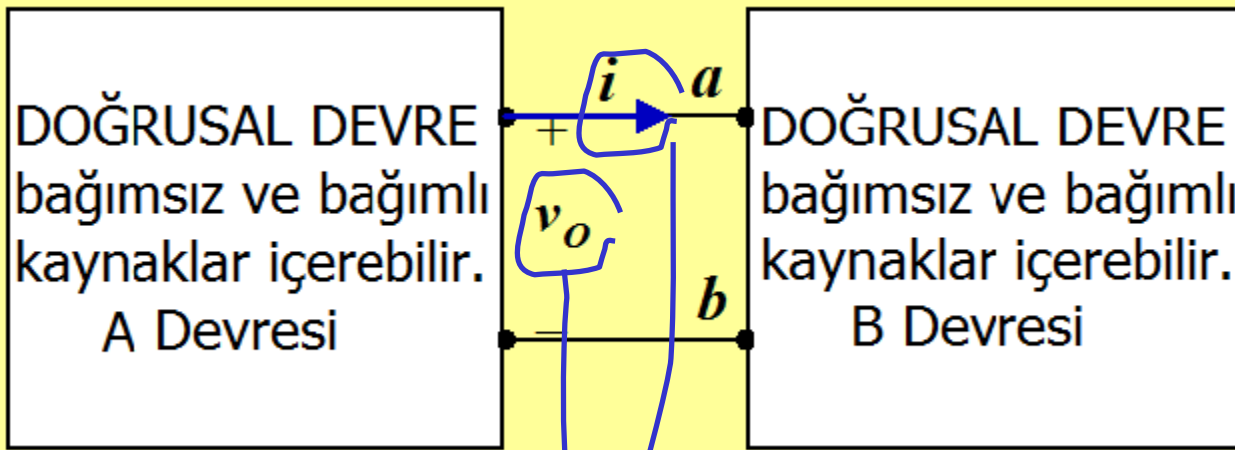 DOĞRUSAL DEVRE
bağımsız ve bağımlı
kaynaklar içerebilir.
A Devresi
i
a
+
v_O
b
−
DOĞRUSAL DEVRE
bağımsız ve bağımlı
kaynaklar içerebilir.
B Devresi